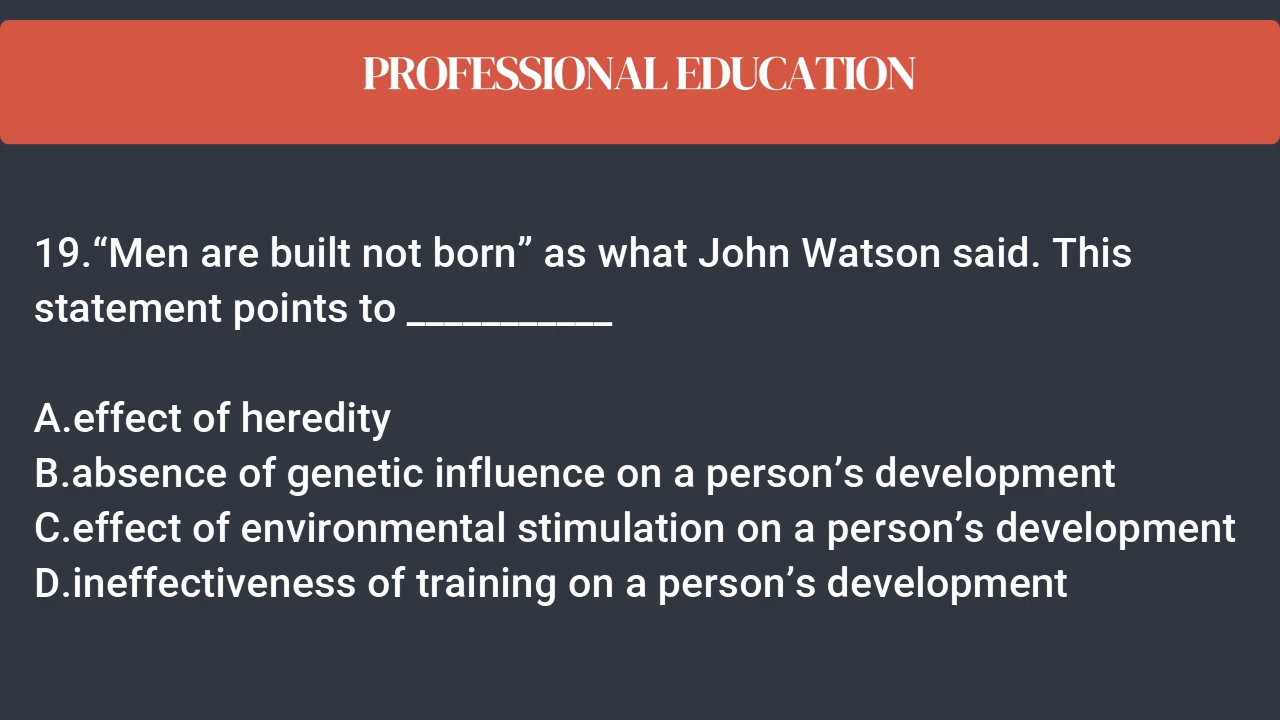 PROFESSIONAL EDUCATION
19.“Men are built not born” as what John Watson said. This
statement points to ___________
A.effect of heredity
B.absence of genetic influence on a person’s development
C.effect of environmental stimulation on a person’s development
D.ineffectiveness of training on a person’s development